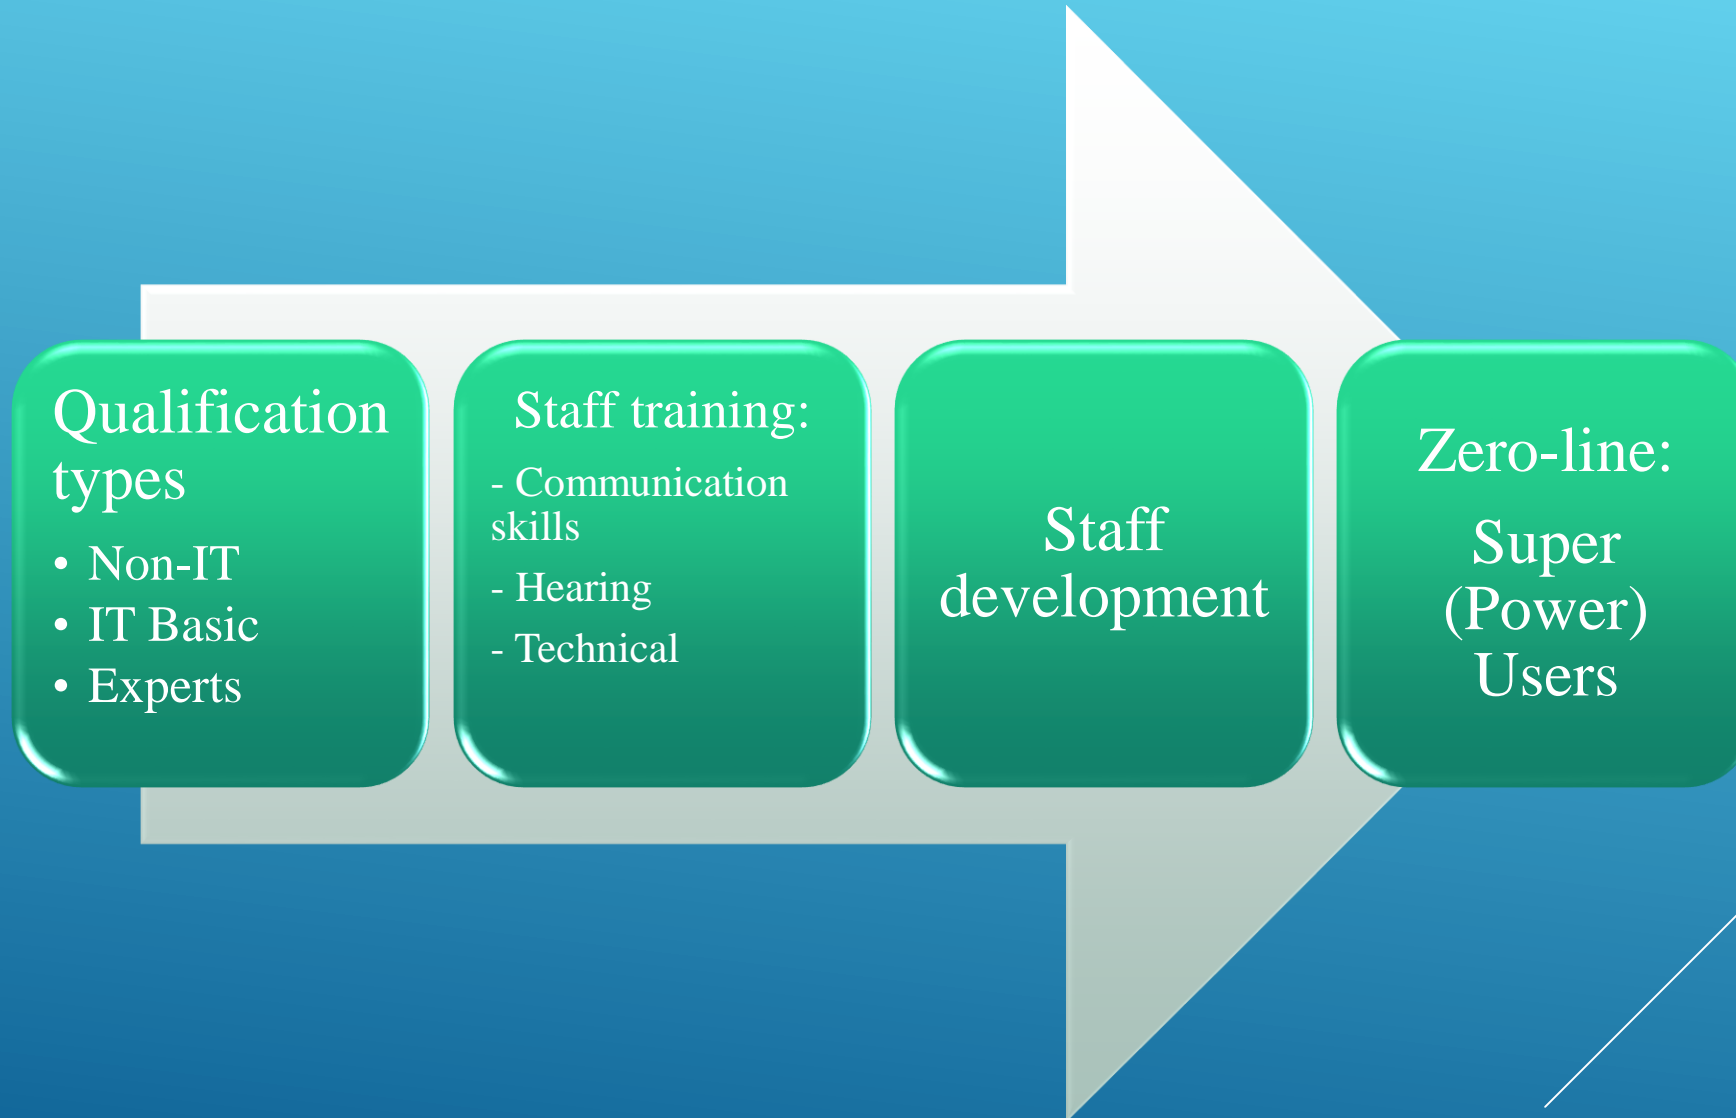 Qualification
types
• Non-IT
• IT Basic
• Experts
Staff training:
- Communication
skills
- Hearing
- Technical
Staff
development
Zero-line:
Super
(Power)
Users